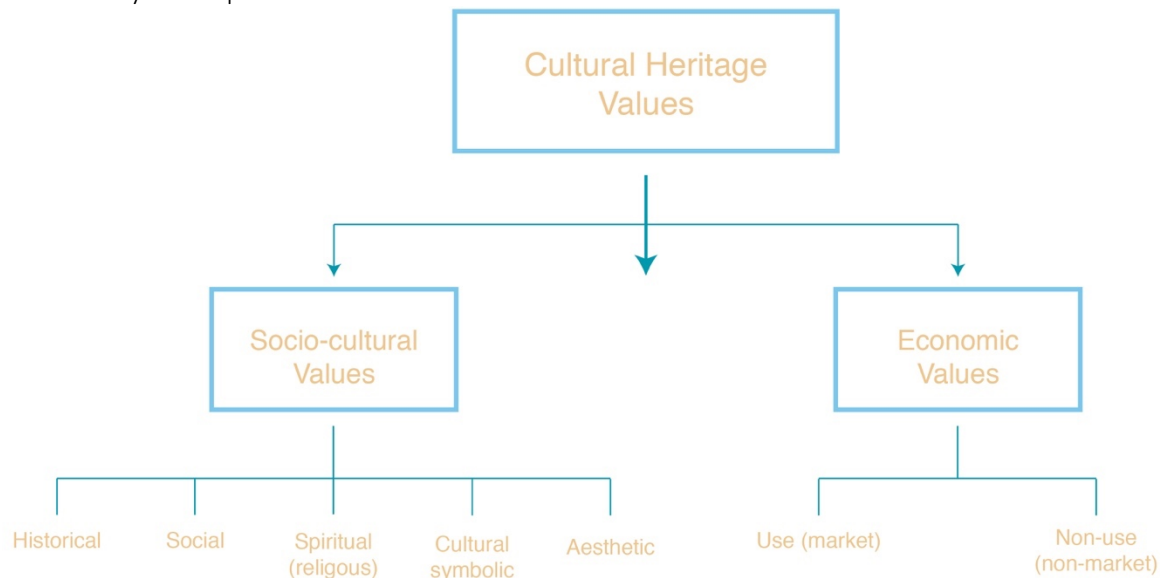 Cultural Heritage
Values
Socio-cultural
Values
Economic
Values
Historical
Social
Spiritual
(religous)
Cultural
symbolic
Aesthetic
Use (market)
Non-use
(non-market)